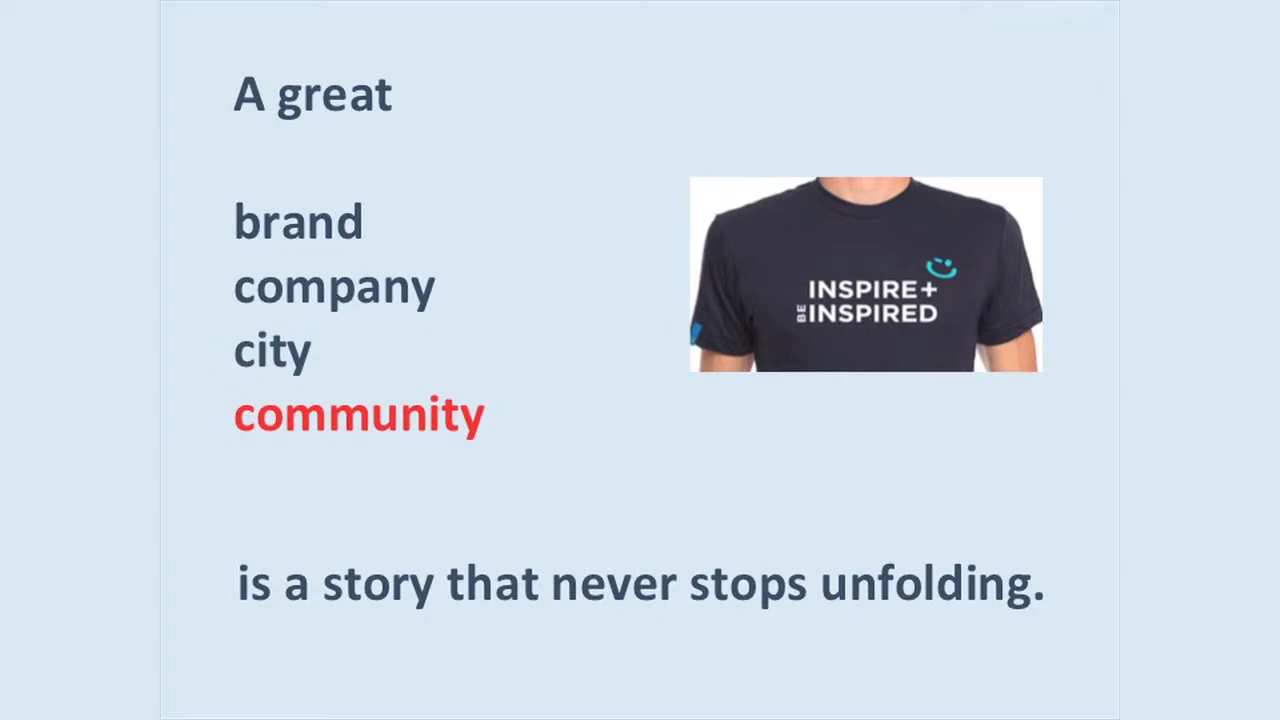 A great
brand
company
city
community
INSPIRE+
BE INSPIRED
is a story that never stops unfolding.